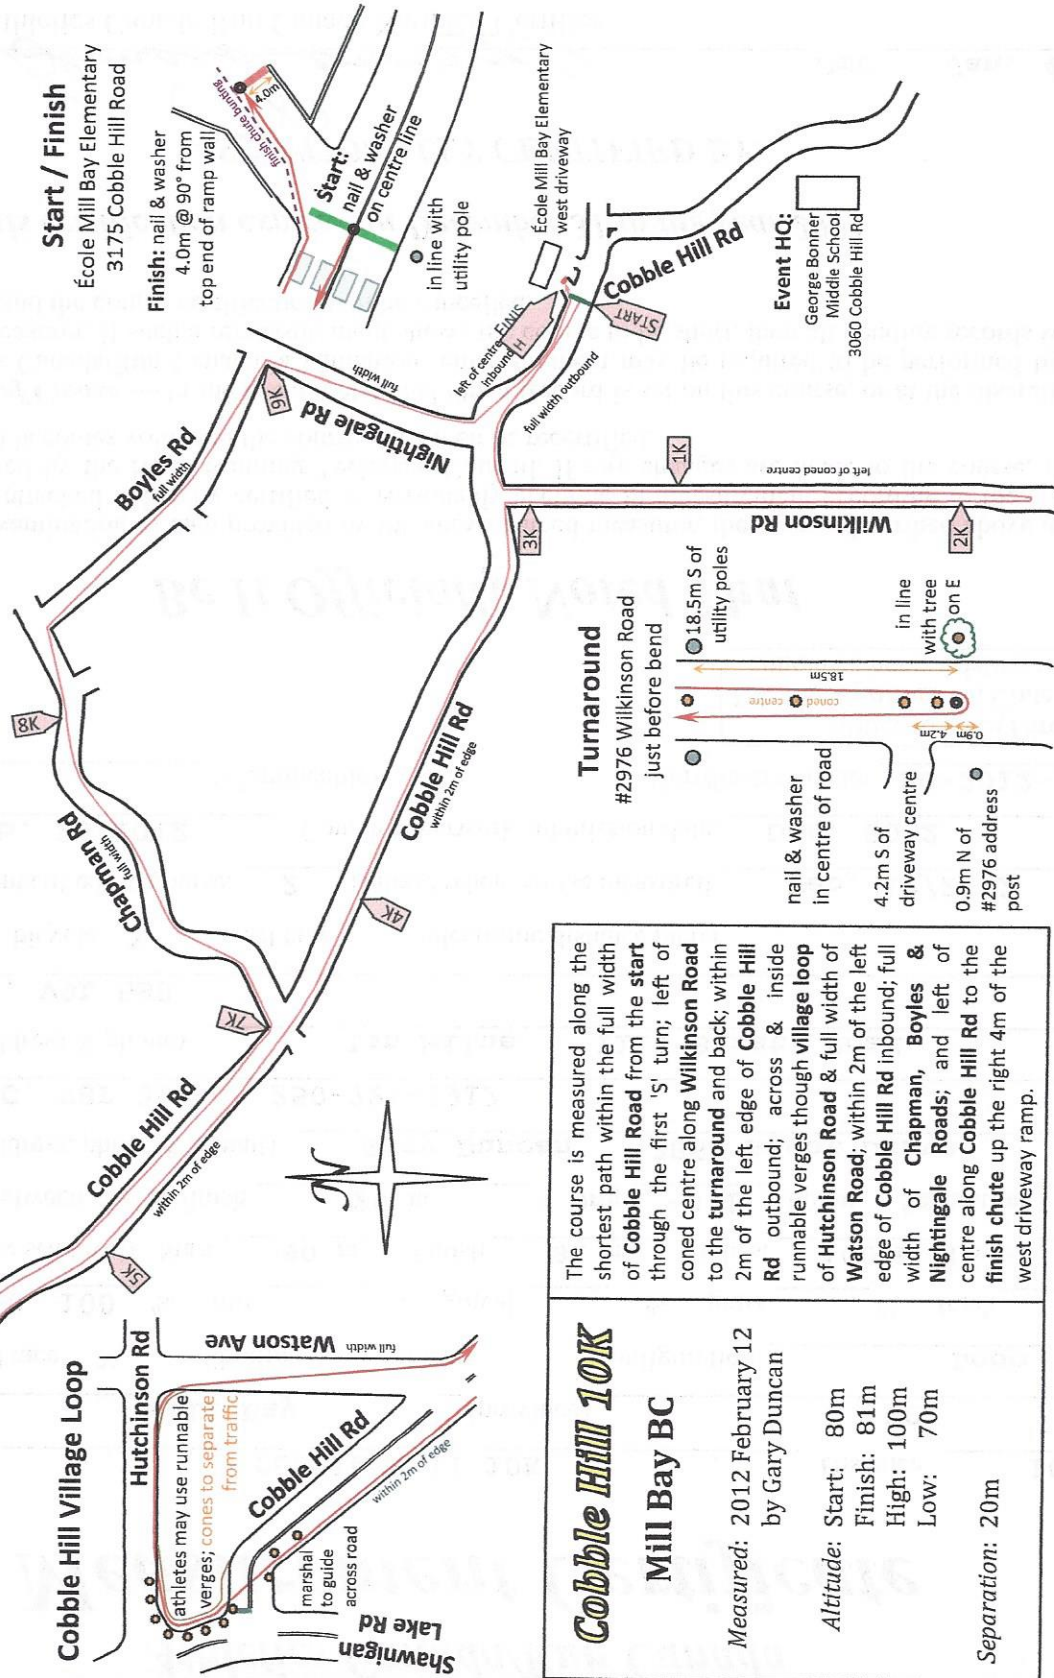 Cobble Hill Village Loop
Hutchinson Rd
athletes may use runnable
verges; cones to separate
from traffic
Watson Ave
full width
Cobble Hill Rd
within 2m of edge
marshal
to guide
across road
Shawnigan
Lake Rd
5K
Cobble Hill Rd
within 2m of edge
N
7K
Chapman Rd
full width
8K
4K
Cobble Hill Rd
within 2m of edge
Boyles Rd
full width
9K
Nightingale Rd
full width
3K
1K
2K
Wilkinson Rd
left of coned centre
left of centre
inbound
FINIS
H
full width outbound
START
Cobble Hill Rd
École Mill Bay Elementary
west driveway
Event HQ:
George Bonner
Middle School
3060 Cobble Hill Rd
Start / Finish
École Mill Bay Elementary
3175 Cobble Hill Road
Finish: nail & washer
4.0m @ 90° from
top end of ramp wall
finish chute bunting
4.0m
Start:
nail & washer
on centre line
in line with
utility pole
Turnaround
#2976 Wilkinson Road
just before bend
18.5m S of
utility poles
18.5m
coned centre
nail & washer
in centre of road
4.2m S of
driveway centre
0.9m N of
#2976 address
post
4.2m
0.9m
in line
with tree
on E
Cobble Hill 10K
Mill Bay BC
Measured: 2012 February 12
by Gary Duncan
Altitude: Start: 80m
Finish: 81m
High: 100m
Low: 70m
Separation: 20m
The course is measured along the
shortest path within the full width
of Cobble Hill Road from the start
through the first 'S' turn; left of
coned centre along Wilkinson Road
to the turnaround and back; within
2m of the left edge of Cobble Hill
Rd outbound; across & inside
runnable verges though village loop
of Hutchinson Road & full width of
Watson Road; within 2m of the left
edge of Cobble Hill Rd inbound; full
width of Chapman, Boyles &
Nightingale Roads; and left of
centre along Cobble Hill Rd to the
finish chute up the right 4m of the
west driveway ramp.